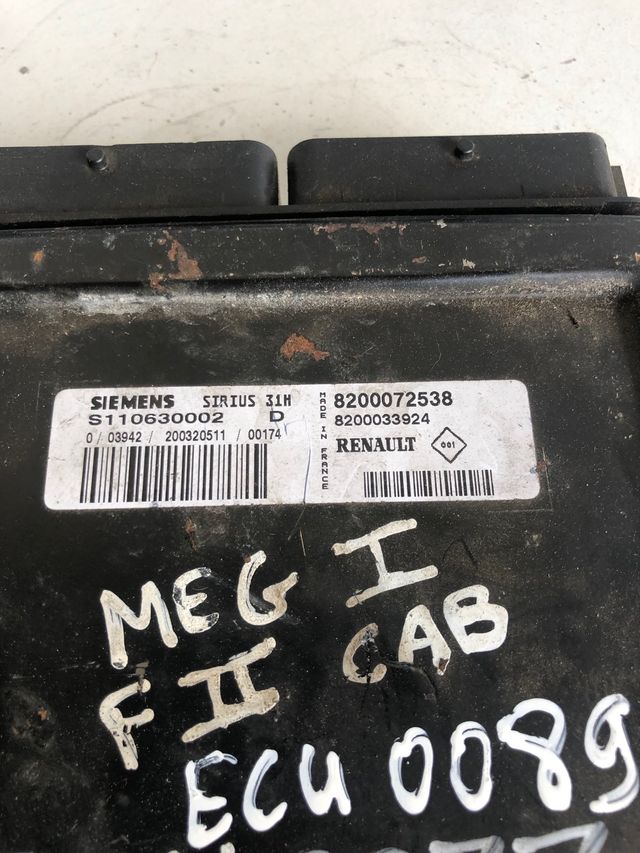 SIEMENS SIRIUS 31H
S110630002 D
0 / 03942 / 200320511 / 00174
MADE IN FRANCE
8200072538
8200033924
RENAULT 001
MEG I
F II CAB
ECU 0089